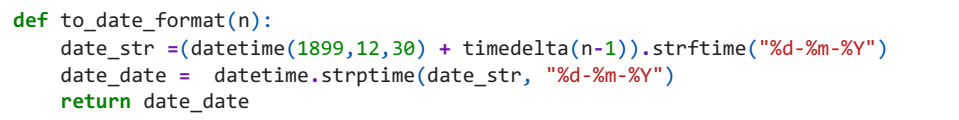 def to_date_format(n):
    date_str =(datetime(1899,12,30) + timedelta(n-1)).strftime("%d-%m-%Y")
    date_date =  datetime.strptime(date_str, "%d-%m-%Y")
    return date_date